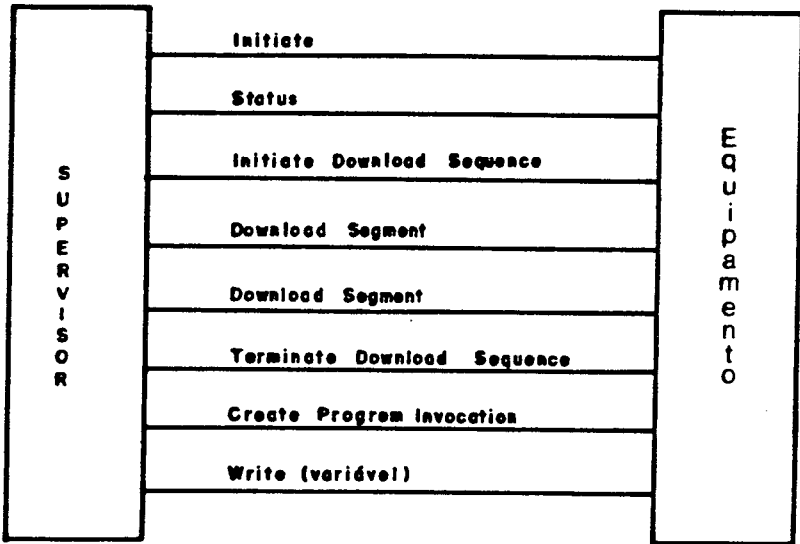 SUPERVISOR
Initiate
Status
Initiate Download Sequence
Download Segment
Download Segment
Terminate Download Sequence
Create Program Invocation
Write (variável)
Equipamento